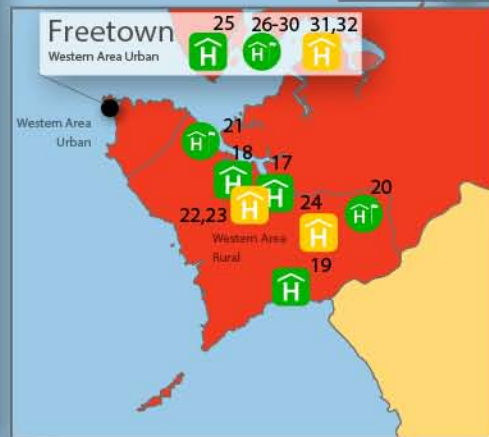 Freetown
Western Area Urban
25
26-30
31,32
H
H
H
Western Area
Urban
21
H
18
17
H
H
20
H
22,23
H
24
H
Western Area
Rural
19
H